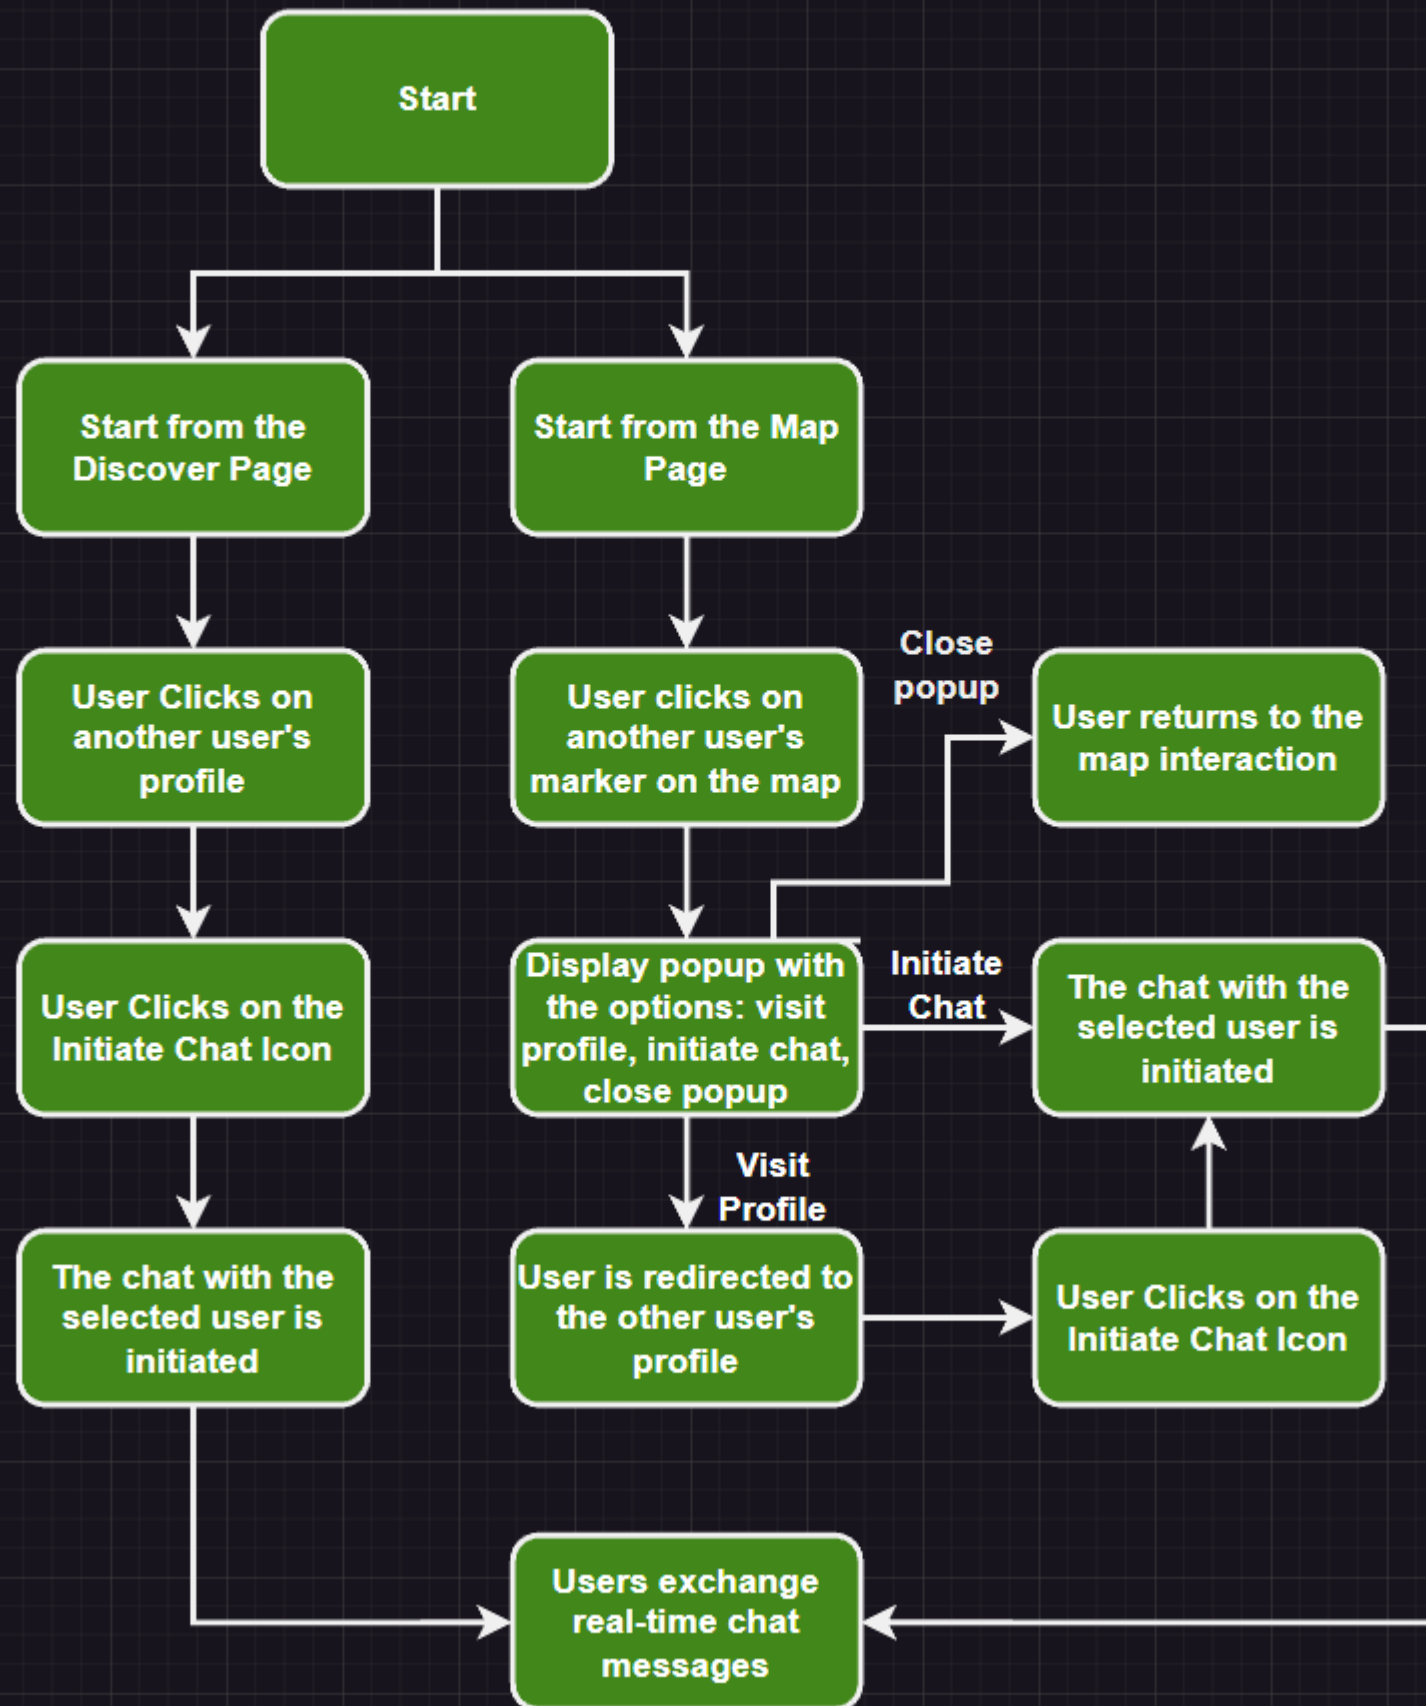 Start
Start from the
Discover Page
Start from the Map
Page
User Clicks on
another user's
profile
User clicks on
another user's
marker on the map
Close
popup
User returns to the
map interaction
User Clicks on the
Initiate Chat Icon
Display popup with
the options: visit
profile, initiate chat,
close popup
Initiate
Chat
The chat with the
selected user is
initiated
Visit
Profile
The chat with the
selected user is
initiated
User is redirected to
the other user's
profile
User Clicks on the
Initiate Chat Icon
Users exchange
real-time chat
messages